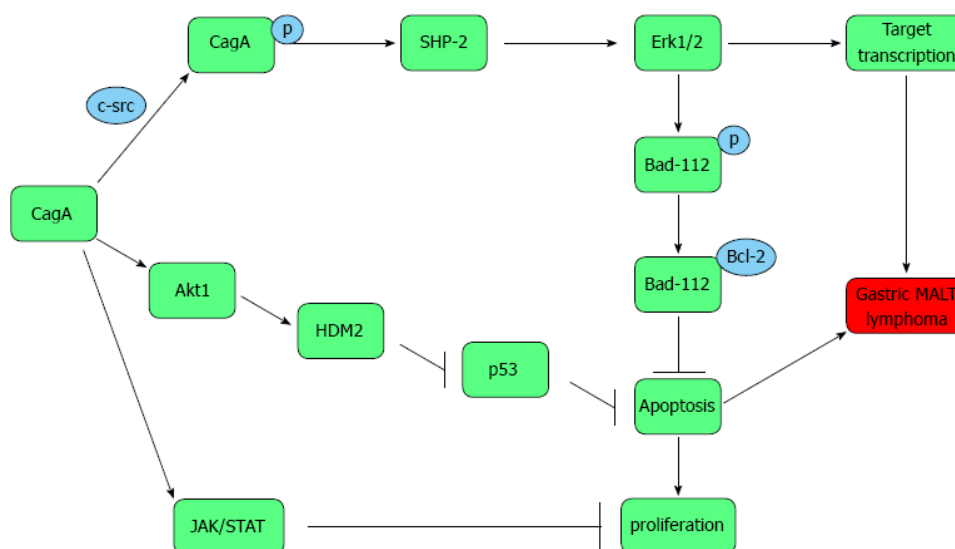 CagA
p
SHP-2
Erk1/2
Target
transcription
c-src
p
Bad-112
CagA
Bcl-2
Bad-112
Akt1
Gastric MALT
lymphoma
HDM2
p53
Apoptosis
JAK/STAT
proliferation